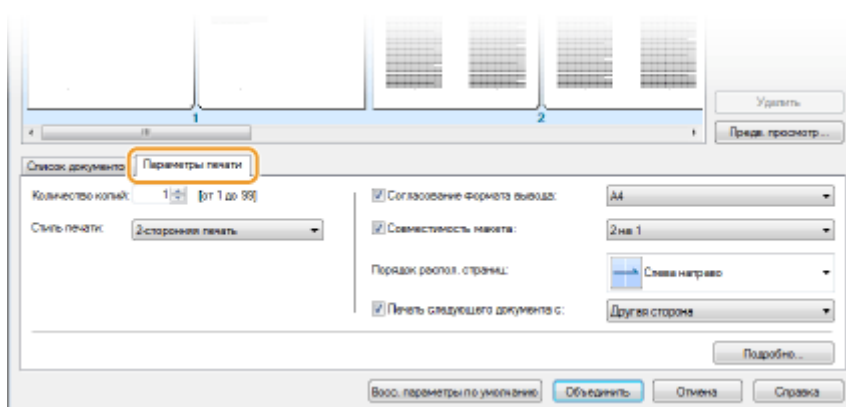 Удалить
1 2
Предв. просмотр...
Список документо
Параметры печати
Количество копий: 1 [от 1 до 99]
Согласование формата вывода: A4
Стиль печати: 2-сторонняя печать
Совместимость макета: 2 на 1
Порядок распол. страниц: Слева направо
Печать следующего документа с: Другая сторона
Подробно...
Восс. параметры по умолчанию Объединить Отмена Справка